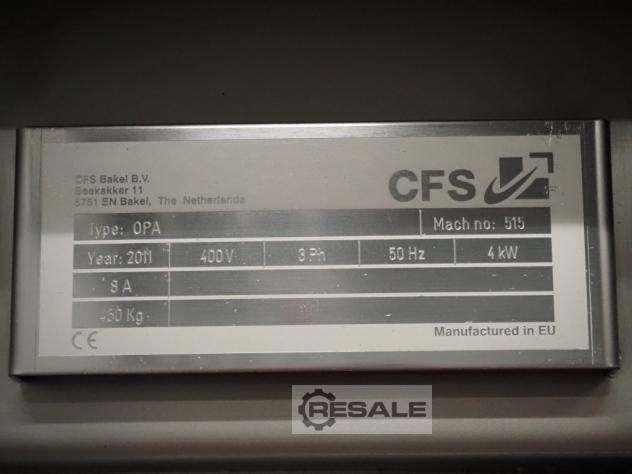 CFS Bakel B.V.
Beekakker 11
5761 EN Bakel, The Netherlands
CFS
Type: OPA
Mach no: 515
Year: 2011 400V 3 Ph 50 Hz 4 kW
8 A
Kg
CE
Manufactured in EU
RESALE